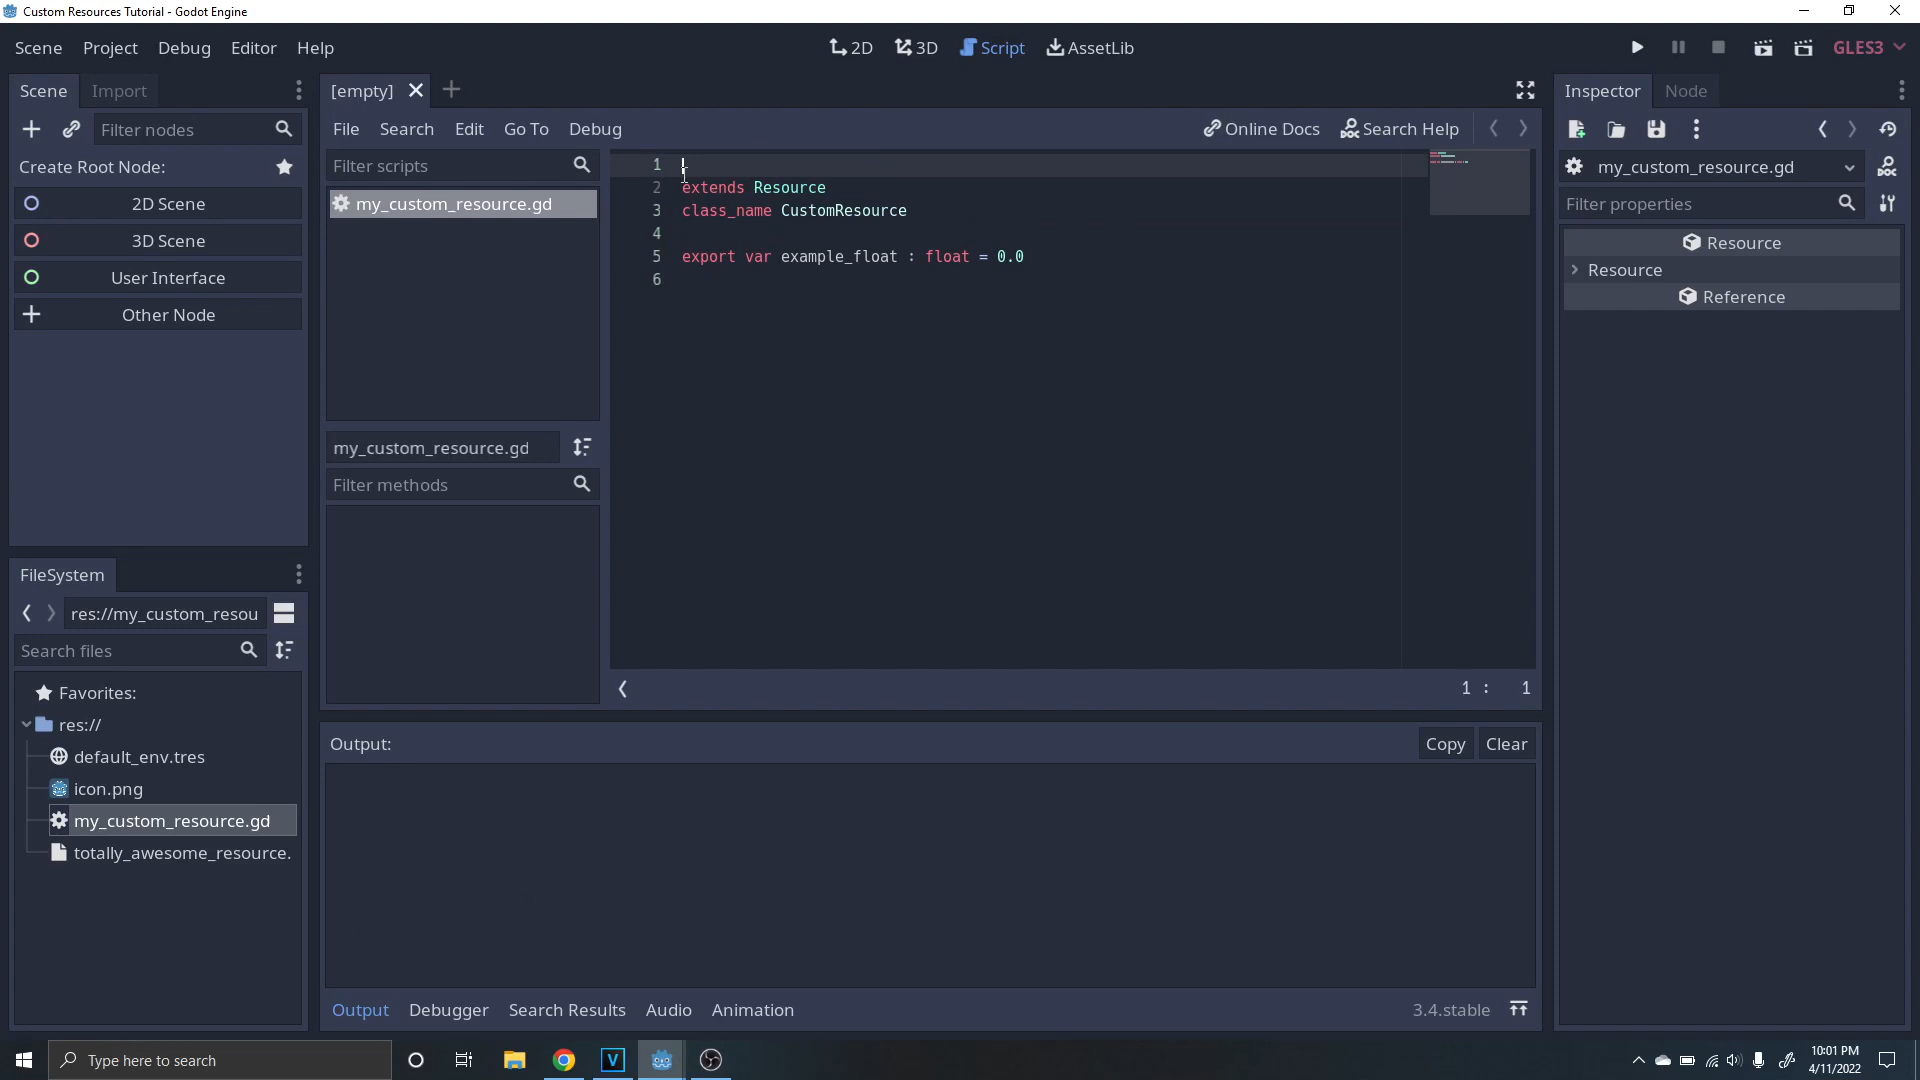 Custom Resources Tutorial - Godot Engine
Scene Project Debug Editor Help
2D 3D Script AssetLib
GLES3
Scene Import
Filter nodes
Create Root Node:
2D Scene
3D Scene
User Interface
Other Node
FileSystem
res://my_custom_resou
Search files
Favorites:
res://
default_env.tres
icon.png
my_custom_resource.gd
totally_awesome_resource.
[empty]
File Search Edit Go To Debug
Online Docs Search Help
Filter scripts
my_custom_resource.gd
my_custom_resource.gd
Filter methods
1
2 extends Resource
3 class_name CustomResource
4
5 export var example_float : float = 0.0
6
1 : 1
Output:
Copy Clear
Output Debugger Search Results Audio Animation
3.4.stable
Inspector Node
my_custom_resource.gd
Filter properties
Resource
Resource
Reference
Type here to search
V
10:01 PM
4/11/2022